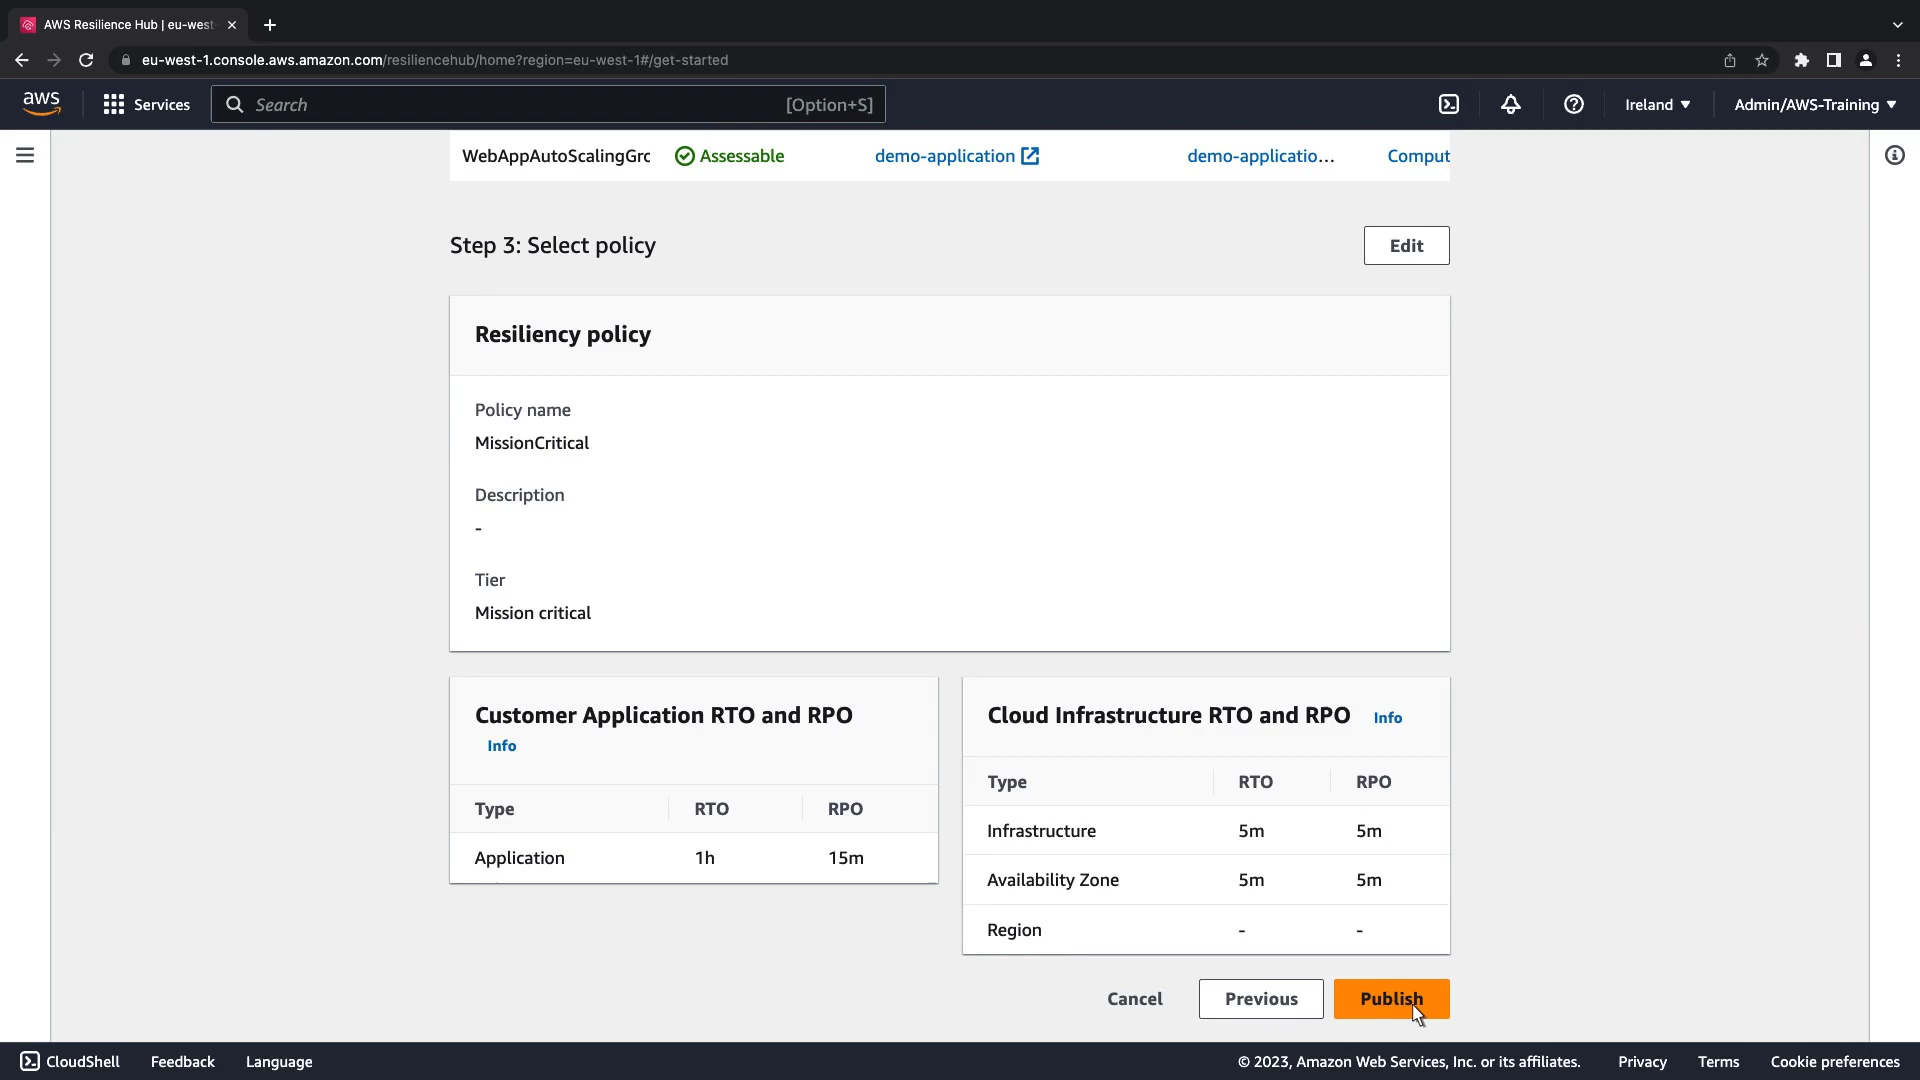 AWS Resilience Hub | eu-west-
eu-west-1.console.aws.amazon.com/resiliencehub/home?region=eu-west-1#/get-started
aws Services Search [Option+S] Ireland ▼ Admin/AWS-Training ▼
WebAppAutoScalingGrc Assessable demo-application demo-applicatio... Comput
Step 3: Select policy Edit
Resiliency policy
Policy name
MissionCritical
Description
-
Tier
Mission critical
Customer Application RTO and RPO
Info
Type RTO RPO
Application 1h 15m
Cloud Infrastructure RTO and RPO Info
Type RTO RPO
Infrastructure 5m 5m
Availability Zone 5m 5m
Region - -
Cancel Previous Publish
CloudShell Feedback Language © 2023, Amazon Web Services, Inc. or its affiliates. Privacy Terms Cookie preferences